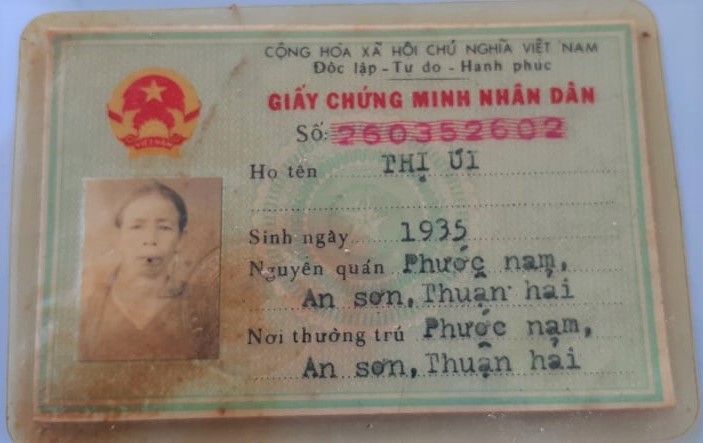 CỘNG HÒA XÃ HỘI CHỦ NGHĨA VIỆT NAM
Độc lập - Tự do - Hạnh phúc
GIẤY CHỨNG MINH NHÂN DÂN
Số: 260352602
Họ tên THỊ ÚI
Sinh ngày 1935
Nguyên quán Phước nam,
An sơn, Thuận hải
Nơi thường trú Phước nạm,
An sơn, Thuận hải
VIỆT NAM